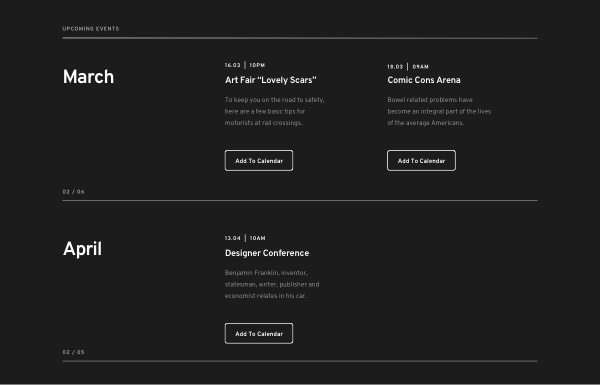 UPCOMING EVENTS
March
16.03 | 10PM
Art Fair “Lovely Scars”
To keep you on the road to safety,
here are a few basic tips for
motorists at rail crossings.
Add To Calendar
18.03 | 09AM
Comic Cons Arena
Bowel related problems have
become an integral part of the lives
of the average Americans.
Add To Calendar
02 / 06
April
13.04 | 10AM
Designer Conference
Benjamin Franklin, inventor,
statesman, writer, publisher and
economist relates in his car.
Add To Calendar
02 / 05